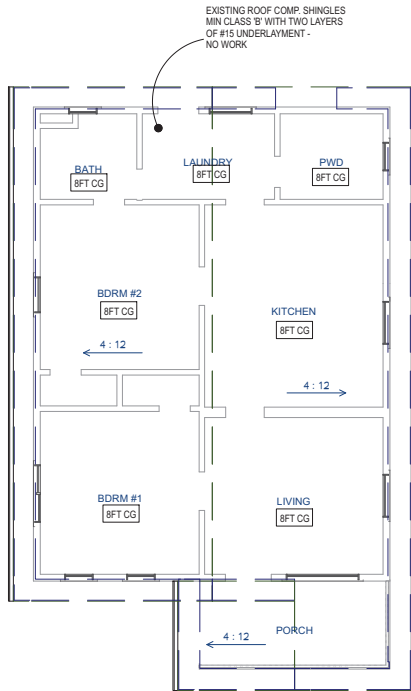 EXISTING ROOF COMP. SHINGLES
MIN CLASS 'B' WITH TWO LAYERS
OF #15 UNDERLAYMENT -
NO WORK
BATH
8FT CG
LAUNDRY
8FT CG
PWD
8FT CG
BDRM #2
8FT CG
4 : 12
KITCHEN
8FT CG
4 : 12
BDRM #1
8FT CG
LIVING
8FT CG
PORCH
4 : 12